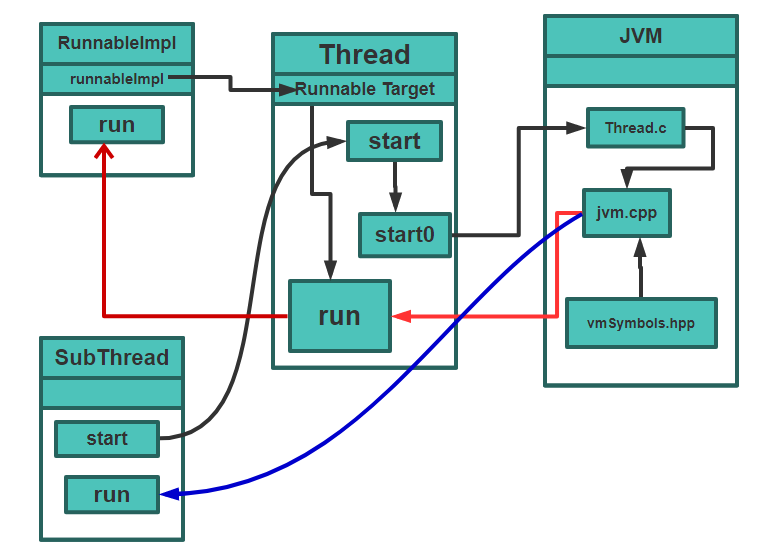 RunnableImpl
runnableImpl
run
Thread
Runnable Target
start
start0
run
JVM
Thread.c
jvm.cpp
vmSymbols.hpp
SubThread
start
run